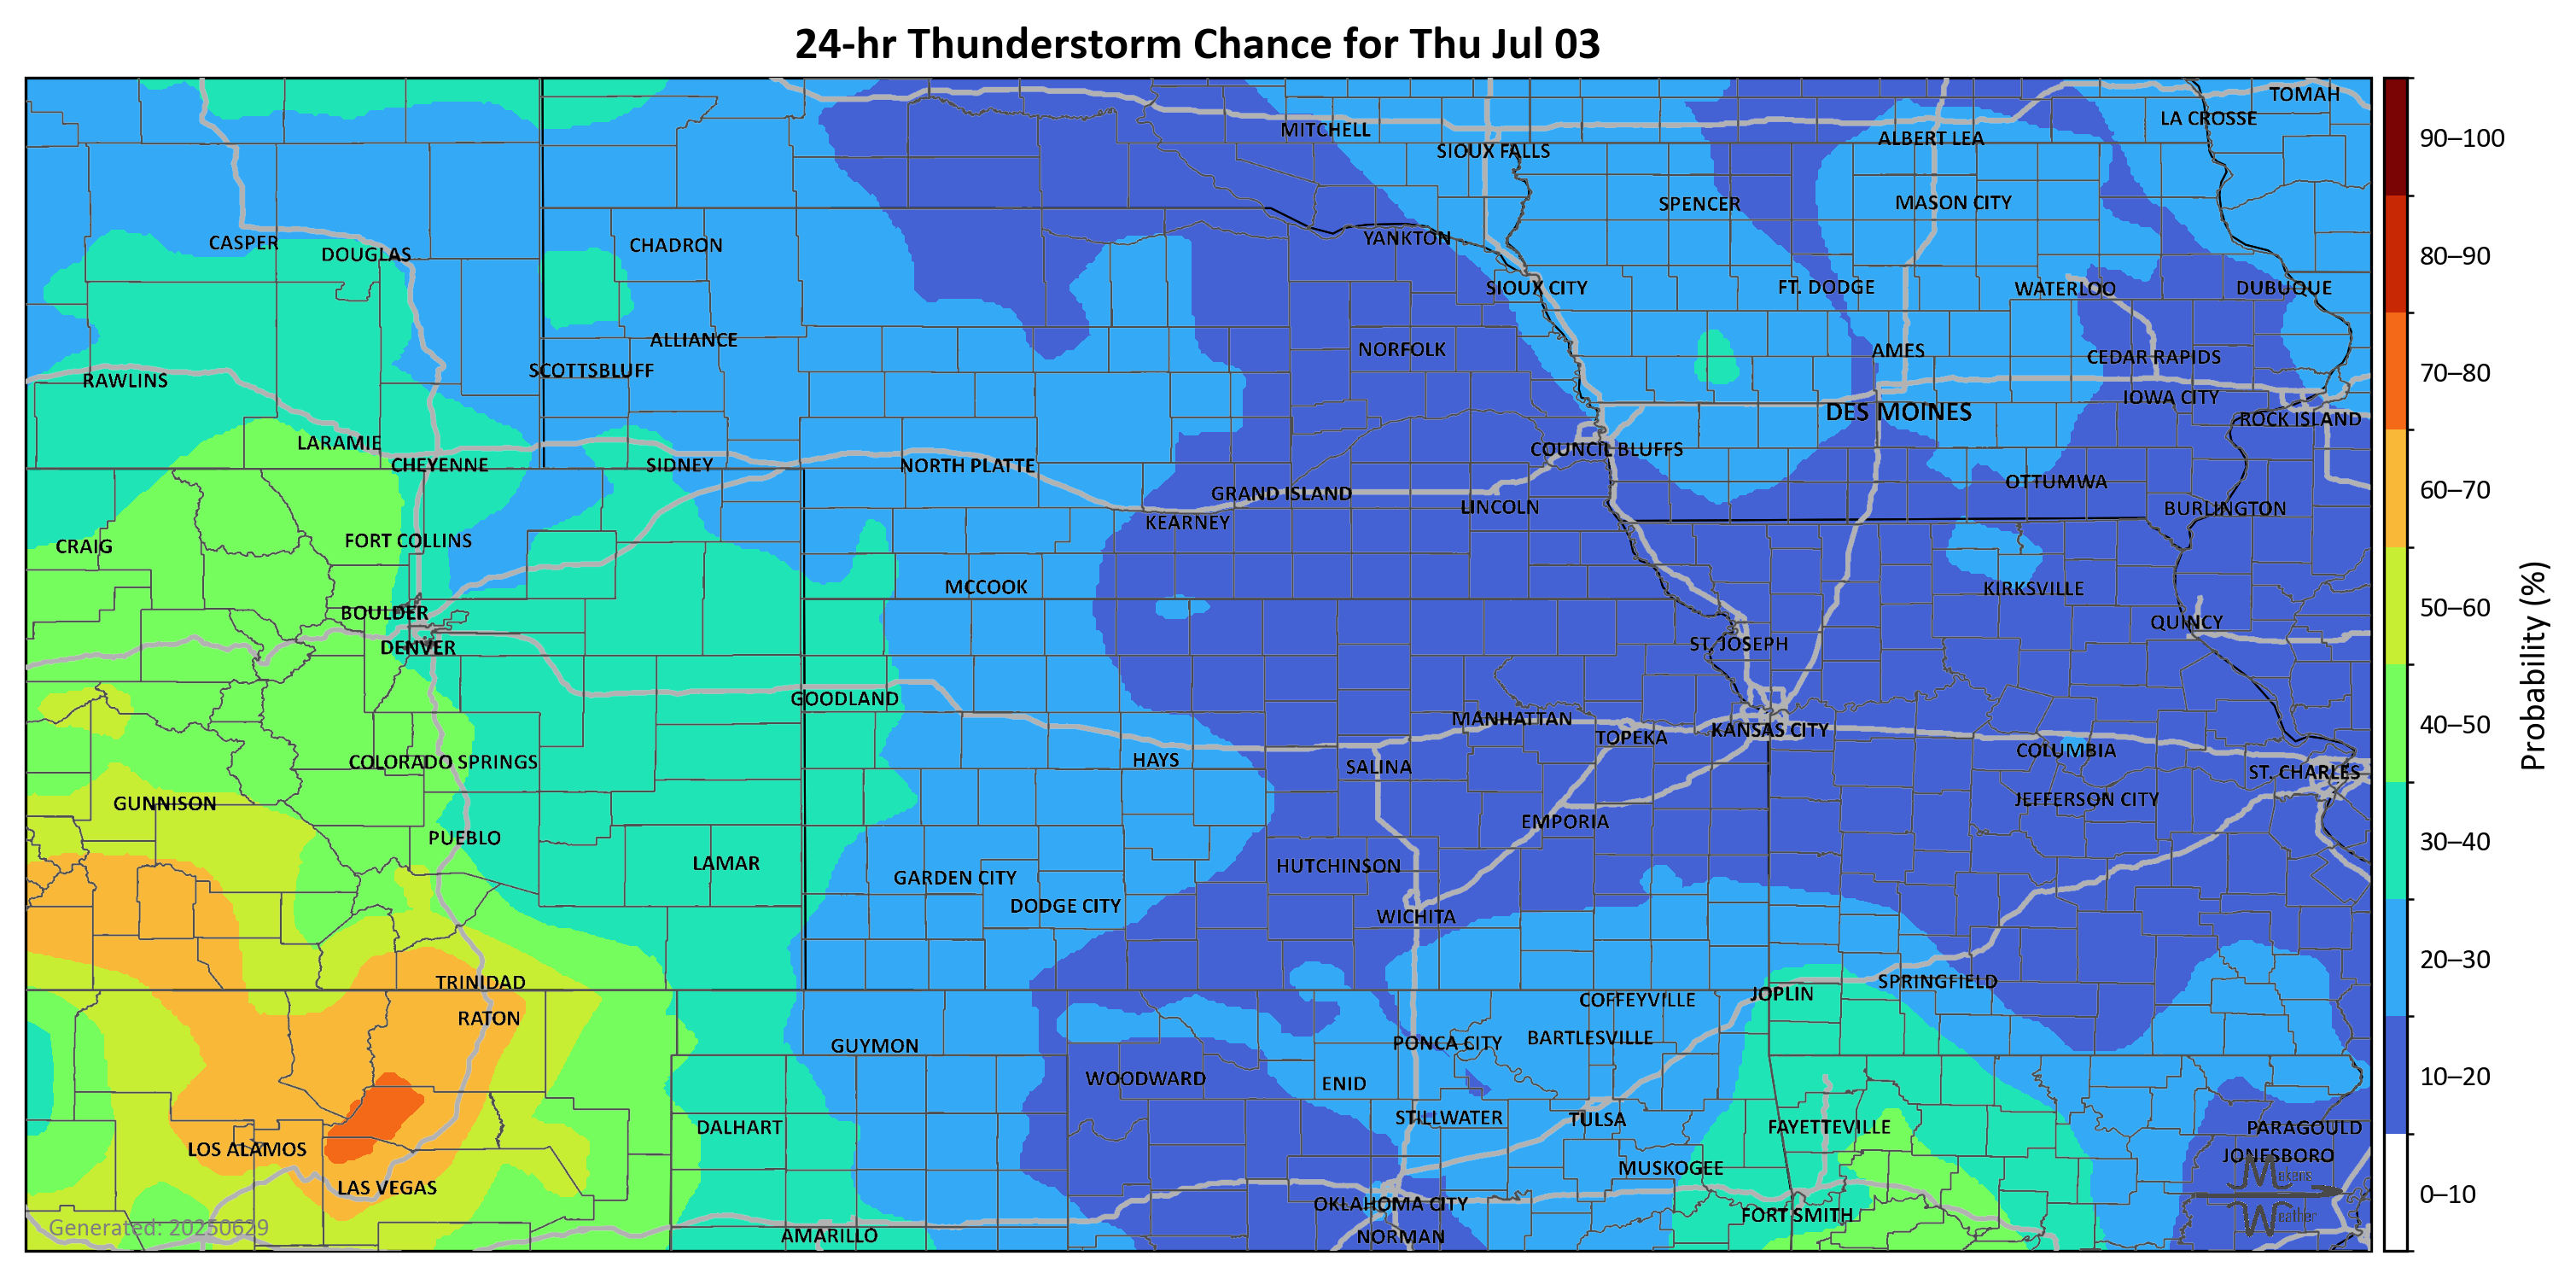 24-hr Thunderstorm Chance for Thu Jul 03
TOMAH
LA CROSSE
MITCHELL
ALBERT LEA
SIOUX FALLS
SPENCER
MASON CITY
CASPER
DOUGLAS
CHADRON
YANKTON
SIOUX CITY
FT. DODGE
WATERLOO
DUBUQUE
ALLIANCE
NORFOLK
AMES
CEDAR RAPIDS
SCOTTSBLUFF
RAWLINS
IOWA CITY
DES MOINES
ROCK ISLAND
LARAMIE
COUNCIL BLUFFS
CHEYENNE
SIDNEY
NORTH PLATTE
OTTUMWA
GRAND ISLAND
LINCOLN
BURLINGTON
KEARNEY
FORT COLLINS
CRAIG
MCCOOK
KIRKSVILLE
BOULDER
QUINCY
DENVER
ST. JOSEPH
GOODLAND
MANHATTAN
KANSAS CITY
TOPEKA
COLUMBIA
COLORADO SPRINGS
HAYS
SALINA
ST. CHARLES
GUNNISON
JEFFERSON CITY
EMPORIA
PUEBLO
LAMAR
HUTCHINSON
GARDEN CITY
DODGE CITY
WICHITA
TRINIDAD
SPRINGFIELD
JOPLIN
COFFEYVILLE
RATON
BARTLESVILLE
GUYMON
PONCA CITY
WOODWARD
ENID
STILLWATER
TULSA
DALHART
FAYETTEVILLE
PARAGOULD
LOS ALAMOS
JONESBORO
MUSKOGEE
LAS VEGAS
OKLAHOMA CITY
FORT SMITH
AMARILLO
NORMAN
Generated: 20250629
Makens
Weather
90–100
80–90
70–80
60–70
50–60
40–50
30–40
20–30
10–20
0–10
Probability (%)